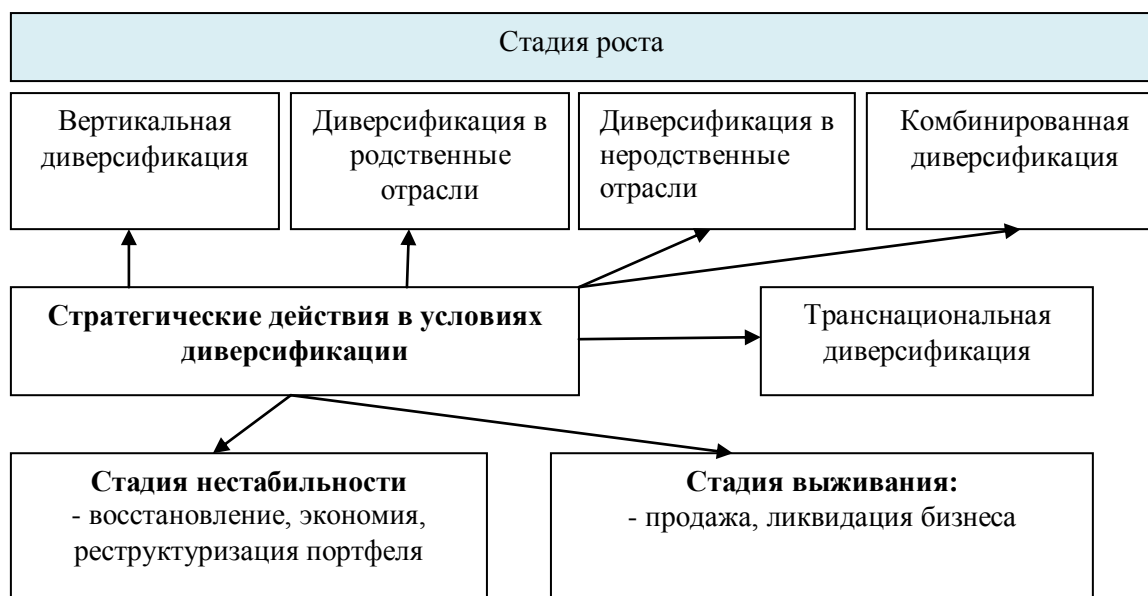 Стадия роста
Вертикальная
диверсификация
Диверсификация в
родственные
отрасли
Диверсификация в
неродственные
отрасли
Комбинированная
диверсификация
Стратегические действия в условиях
диверсификации
Транснациональная
диверсификация
Стадия нестабильности
- восстановление, экономия,
реструктуризация портфеля
Стадия выживания:
- продажа, ликвидация бизнеса